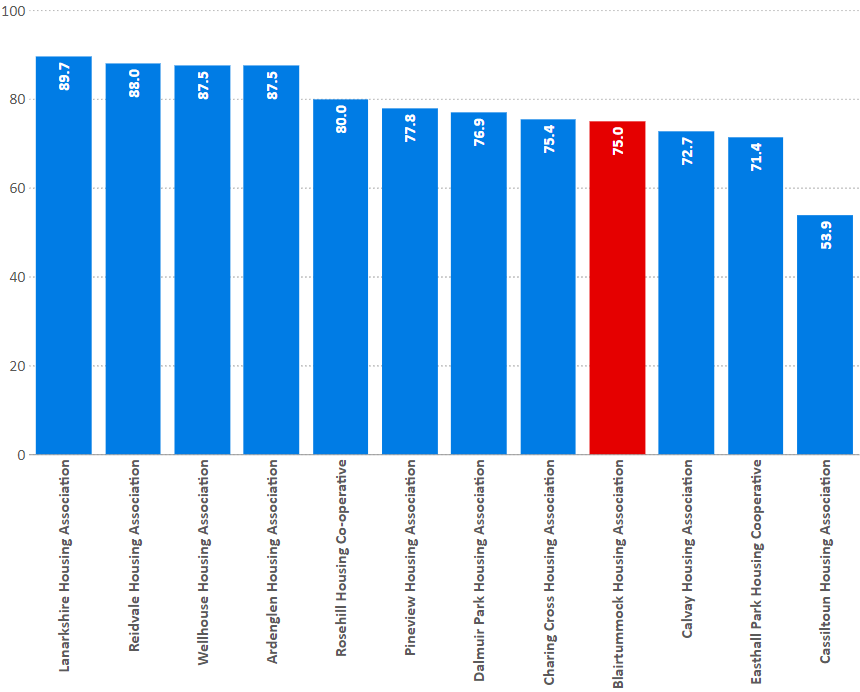 100
80
60
40
20
0
89.7
88.0
87.5
87.5
80.0
77.8
76.9
75.4
75.0
72.7
71.4
53.9
Lanarkshire Housing Association
Reidvale Housing Association
Wellhouse Housing Association
Ardenglen Housing Association
Rosehill Housing Co-operative
Pineview Housing Association
Dalmuir Park Housing Association
Charing Cross Housing Association
Blairtummock Housing Association
Calvay Housing Association
Easthall Park Housing Cooperative
Cassiltoun Housing Association